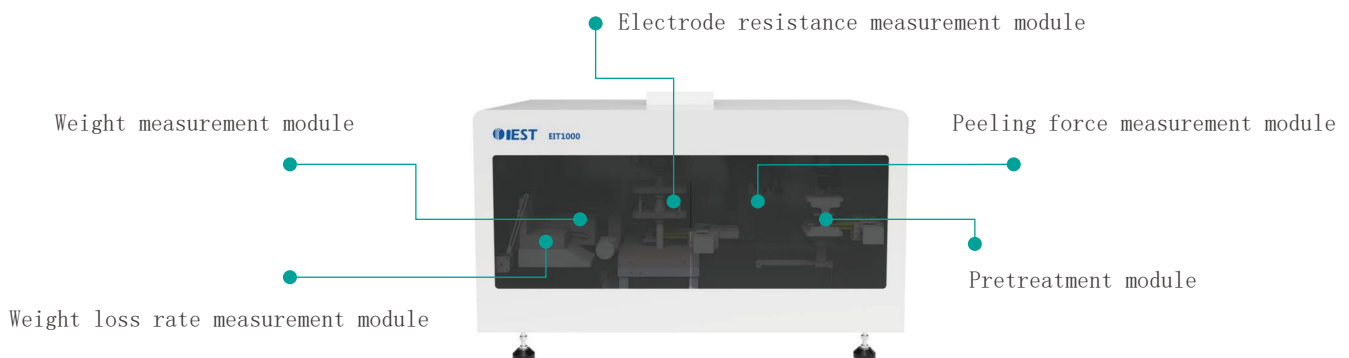 Electrode resistance measurement module
Weight measurement module
Peeling force measurement module
IEST EIT1000
Pretreatment module
Weight loss rate measurement module